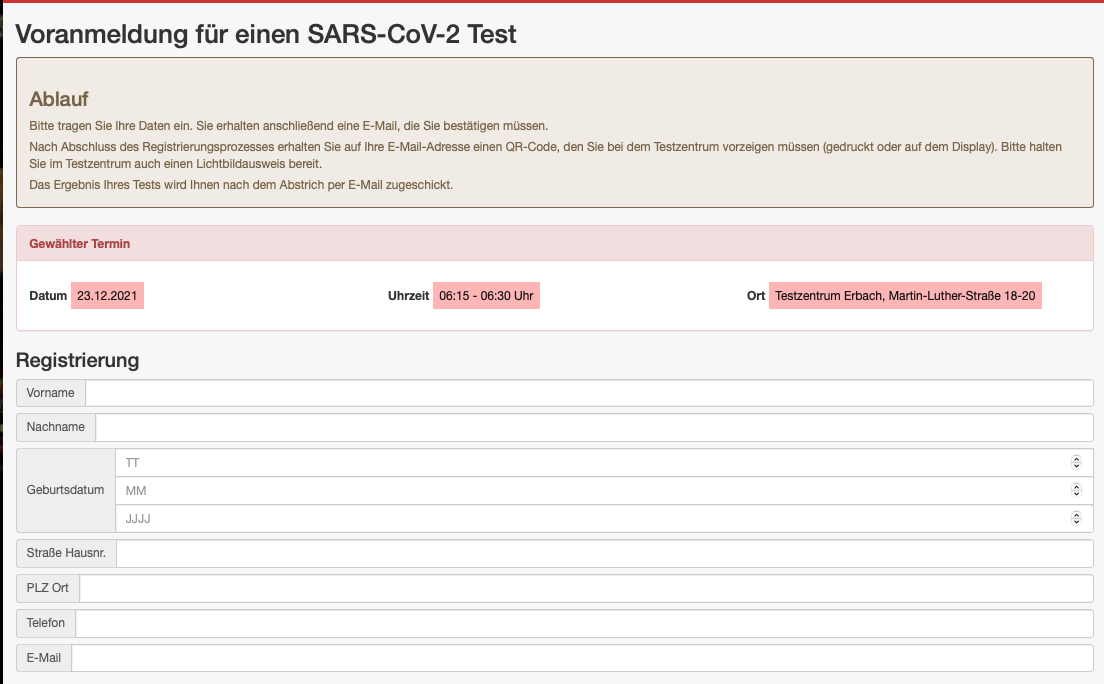 Voranmeldung für einen SARS-CoV-2 Test
Ablauf
Bitte tragen Sie Ihre Daten ein. Sie erhalten anschließend eine E-Mail, die Sie bestätigen müssen.
Nach Abschluss des Registrierungsprozesses erhalten Sie auf Ihre E-Mail-Adresse einen QR-Code, den Sie bei dem Testzentrum vorzeigen müssen (gedruckt oder auf dem Display). Bitte halten
Sie im Testzentrum auch einen Lichtbildausweis bereit.
Das Ergebnis Ihres Tests wird Ihnen nach dem Abstrich per E-Mail zugeschickt.
Gewählter Termin
Datum 23.12.2021 Uhrzeit 06:15 - 06:30 Uhr Ort Testzentrum Erbach, Martin-Luther-Straße 18-20
Registrierung
Vorname
Nachname
Geburtsdatum
TT
MM
JJJJ
Straße Hausnr.
PLZ Ort
Telefon
E-Mail